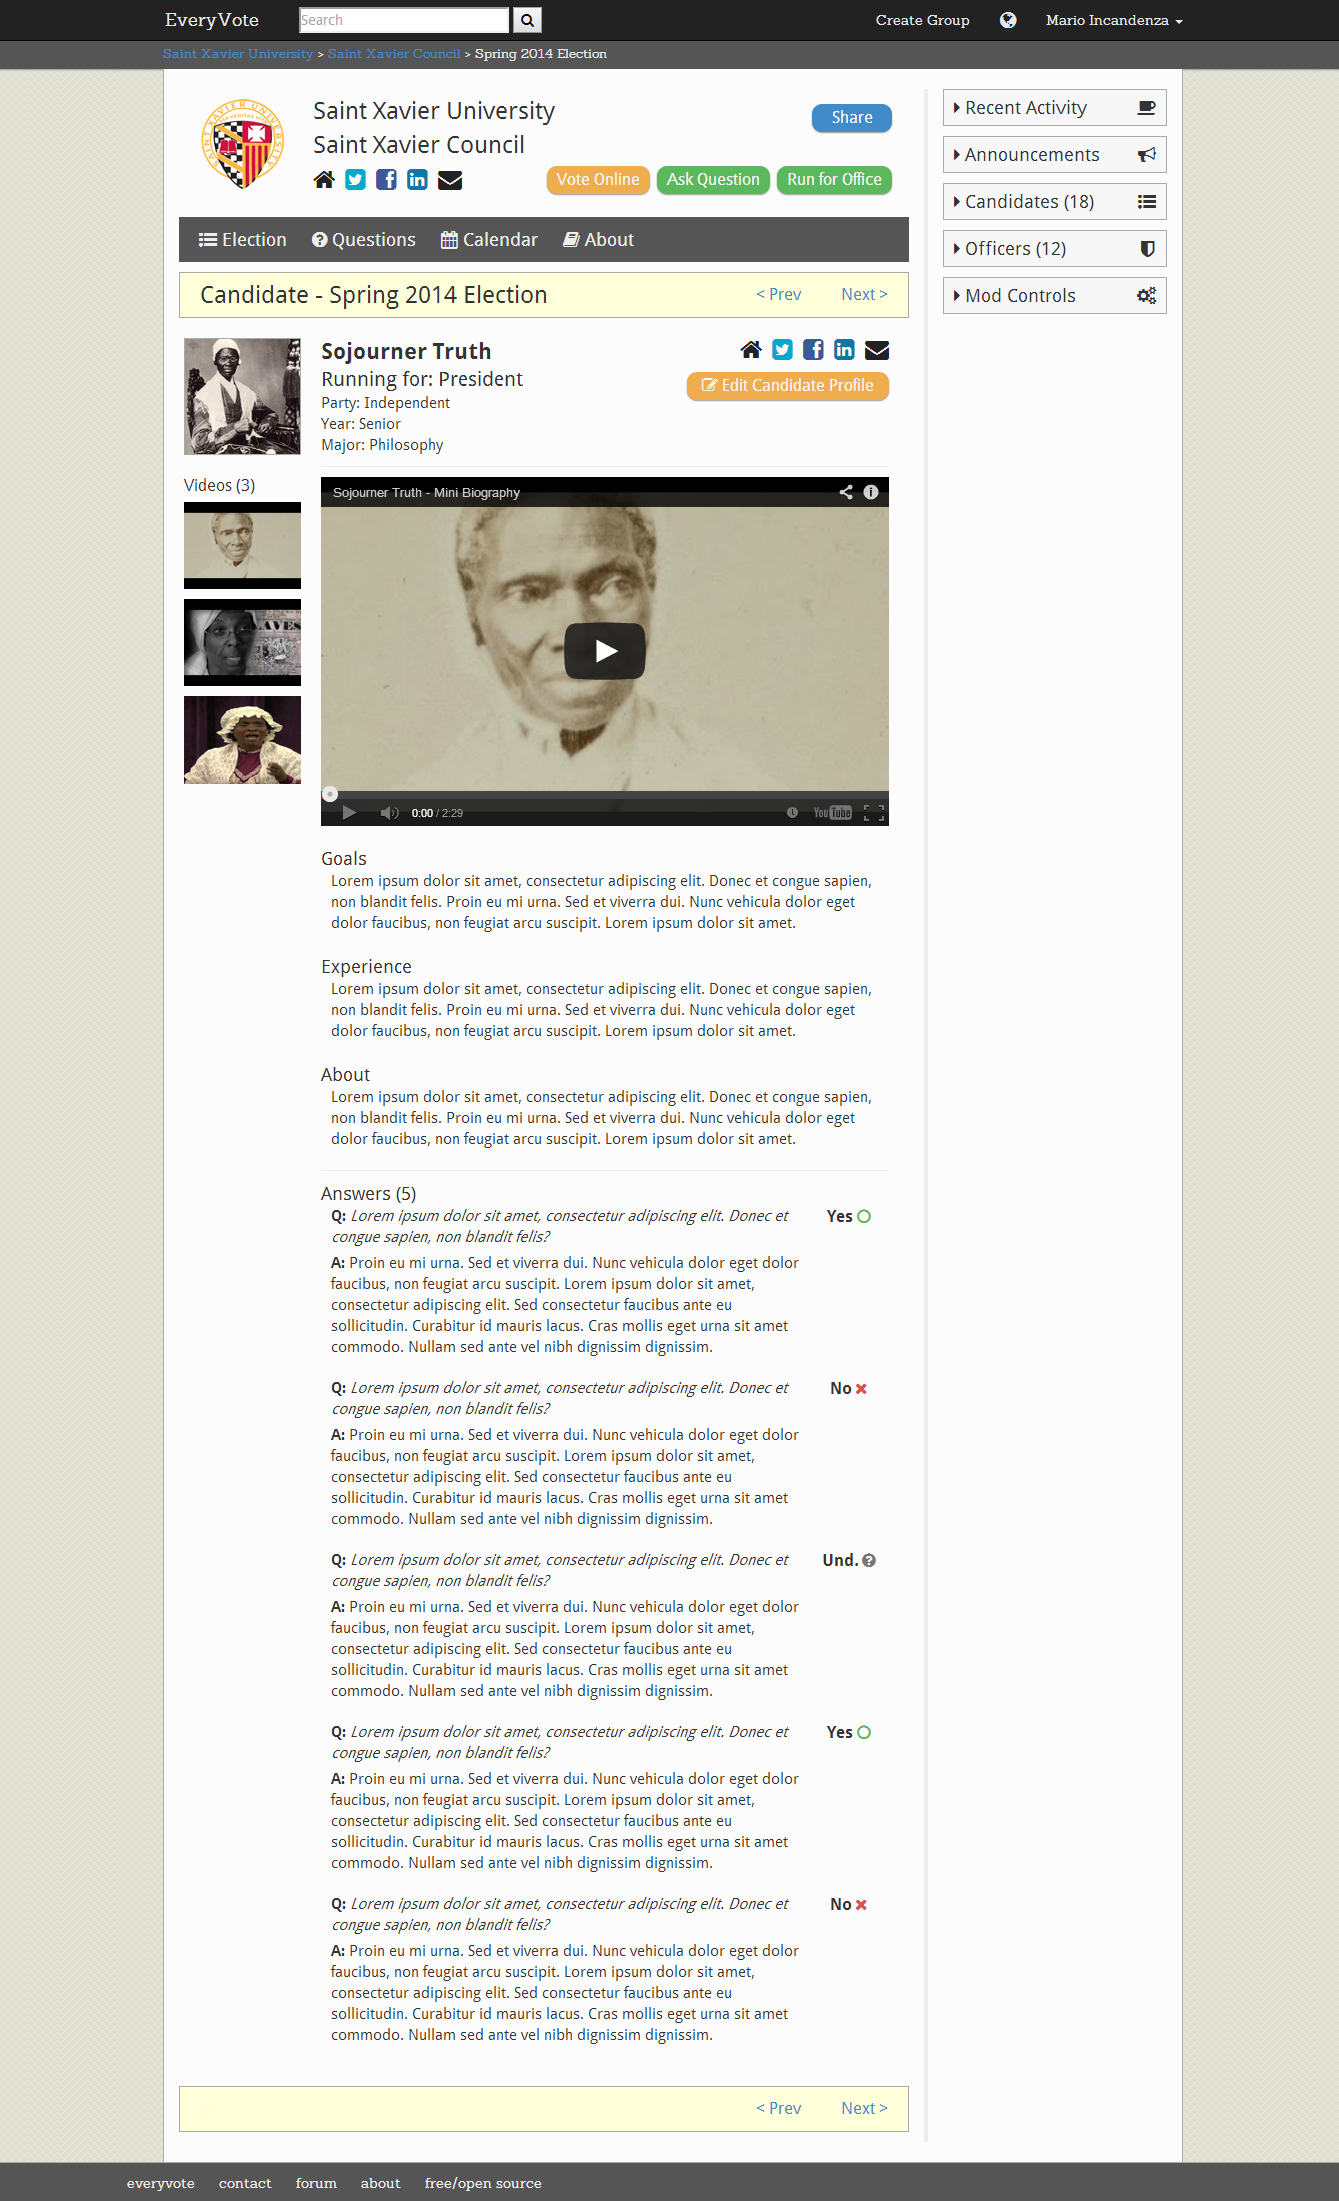 EveryVote
Search
Create Group
Mario Incandenza
Saint Xavier University > Saint Xavier Council > Spring 2014 Election
SAINT XAVIER UNIVERSITY
Saint Xavier University
Saint Xavier Council
Share
Vote Online
Ask Question
Run for Office
Election
Questions
Calendar
About
Recent Activity
Announcements
Candidates (18)
Officers (12)
Mod Controls
Candidate - Spring 2014 Election
< Prev
Next >
Sojourner Truth
Running for: President
Party: Independent
Year: Senior
Major: Philosophy
Edit Candidate Profile
Videos (3)
AVES
Sojourner Truth - Mini Biography
0:00 / 2:29
YouTube
Goals
Lorem ipsum dolor sit amet, consectetur adipiscing elit. Donec et congue sapien,
non blandit felis. Proin eu mi urna. Sed et viverra dui. Nunc vehicula dolor eget
dolor faucibus, non feugiat arcu suscipit. Lorem ipsum dolor sit amet.
Experience
Lorem ipsum dolor sit amet, consectetur adipiscing elit. Donec et congue sapien,
non blandit felis. Proin eu mi urna. Sed et viverra dui. Nunc vehicula dolor eget
dolor faucibus, non feugiat arcu suscipit. Lorem ipsum dolor sit amet.
About
Lorem ipsum dolor sit amet, consectetur adipiscing elit. Donec et congue sapien,
non blandit felis. Proin eu mi urna. Sed et viverra dui. Nunc vehicula dolor eget
dolor faucibus, non feugiat arcu suscipit. Lorem ipsum dolor sit amet.
Answers (5)
Q: Lorem ipsum dolor sit amet, consectetur adipiscing elit. Donec et
congue sapien, non blandit felis?
Yes
A: Proin eu mi urna. Sed et viverra dui. Nunc vehicula dolor eget dolor
faucibus, non feugiat arcu suscipit. Lorem ipsum dolor sit amet,
consectetur adipiscing elit. Sed consectetur faucibus ante eu
sollicitudin. Curabitur id mauris lacus. Cras mollis eget urna sit amet
commodo. Nullam sed ante vel nibh dignissim dignissim.
Q: Lorem ipsum dolor sit amet, consectetur adipiscing elit. Donec et
congue sapien, non blandit felis?
No
A: Proin eu mi urna. Sed et viverra dui. Nunc vehicula dolor eget dolor
faucibus, non feugiat arcu suscipit. Lorem ipsum dolor sit amet,
consectetur adipiscing elit. Sed consectetur faucibus ante eu
sollicitudin. Curabitur id mauris lacus. Cras mollis eget urna sit amet
commodo. Nullam sed ante vel nibh dignissim dignissim.
Q: Lorem ipsum dolor sit amet, consectetur adipiscing elit. Donec et
congue sapien, non blandit felis?
Und.
A: Proin eu mi urna. Sed et viverra dui. Nunc vehicula dolor eget dolor
faucibus, non feugiat arcu suscipit. Lorem ipsum dolor sit amet,
consectetur adipiscing elit. Sed consectetur faucibus ante eu
sollicitudin. Curabitur id mauris lacus. Cras mollis eget urna sit amet
commodo. Nullam sed ante vel nibh dignissim dignissim.
Q: Lorem ipsum dolor sit amet, consectetur adipiscing elit. Donec et
congue sapien, non blandit felis?
Yes
A: Proin eu mi urna. Sed et viverra dui. Nunc vehicula dolor eget dolor
faucibus, non feugiat arcu suscipit. Lorem ipsum dolor sit amet,
consectetur adipiscing elit. Sed consectetur faucibus ante eu
sollicitudin. Curabitur id mauris lacus. Cras mollis eget urna sit amet
commodo. Nullam sed ante vel nibh dignissim dignissim.
Q: Lorem ipsum dolor sit amet, consectetur adipiscing elit. Donec et
congue sapien, non blandit felis?
No
A: Proin eu mi urna. Sed et viverra dui. Nunc vehicula dolor eget dolor
faucibus, non feugiat arcu suscipit. Lorem ipsum dolor sit amet,
consectetur adipiscing elit. Sed consectetur faucibus ante eu
sollicitudin. Curabitur id mauris lacus. Cras mollis eget urna sit amet
commodo. Nullam sed ante vel nibh dignissim dignissim.
< Prev
Next >
everyvote
contact
forum
about
free/open source